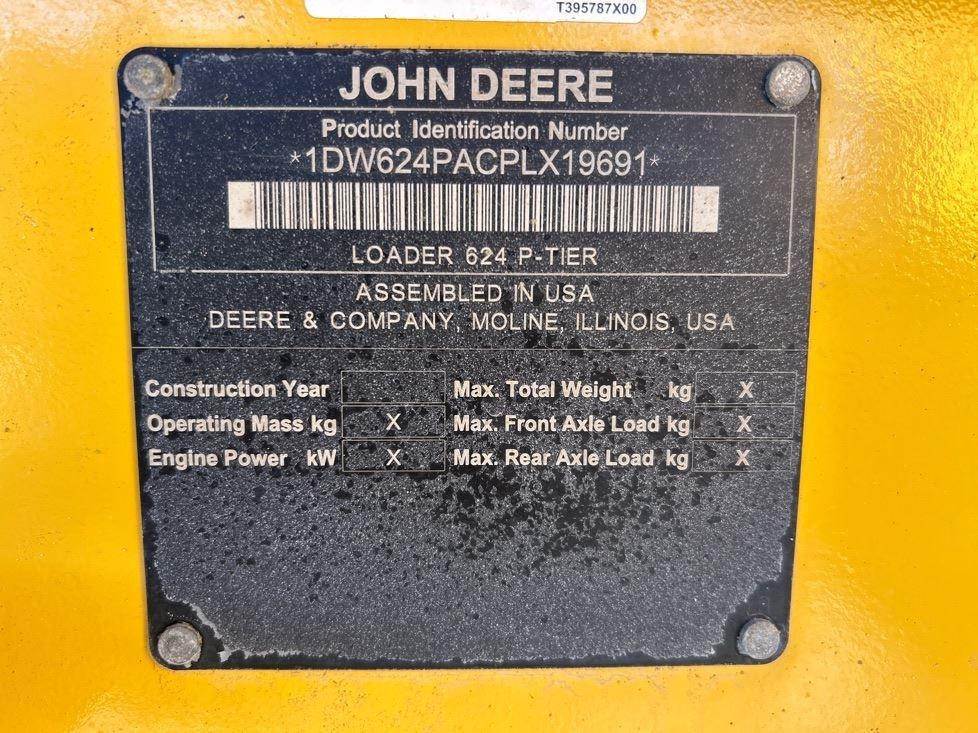 T395787X00
JOHN DEERE
Product Identification Number
*1DW624PACPLX19691*
LOADER 624 P-TIER
ASSEMBLED IN USA
DEERE & COMPANY, MOLINE, ILLINOIS, USA
Construction Year
Max. Total Weight kg X
Operating Mass kg X
Max. Front Axle Load kg X
Engine Power kW X
Max. Rear Axle Load kg X